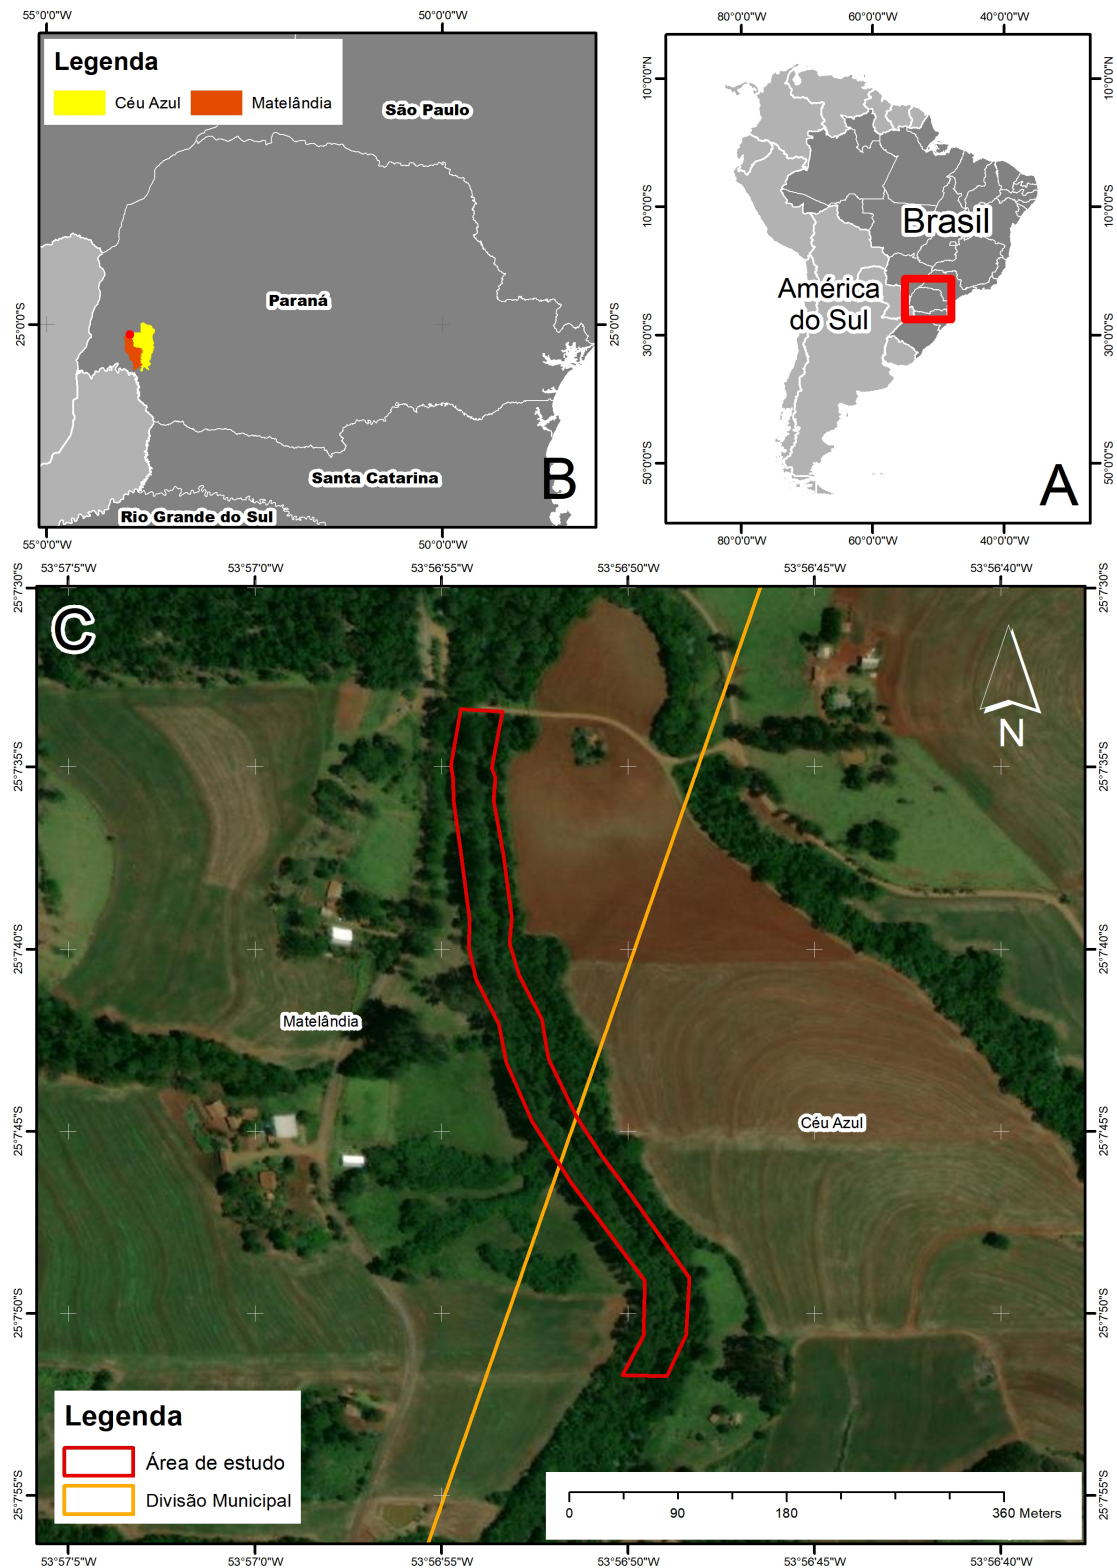 55°0'0"W
50°0'0"W
Legenda
Céu Azul
Matelândia
São Paulo
Paraná
25°0'0"S
25°0'0"S
Santa Catarina
Rio Grande do Sul
B
55°0'0"W
50°0'0"W
80°0'0"W
60°0'0"W
40°0'0"W
10°0'0"N
10°0'0"N
10°0'0"S
10°0'0"S
Brasil
América
do Sul
30°0'0"S
30°0'0"S
50°0'0"S
50°0'0"S
A
80°0'0"W
60°0'0"W
40°0'0"W
53°57'5"W
53°57'0"W
53°56'55"W
53°56'50"W
53°56'45"W
53°56'40"W
25°7'30"S
25°7'30"S
C
N
25°7'35"S
25°7'35"S
25°7'40"S
25°7'40"S
Matelândia
Céu Azul
25°7'45"S
25°7'45"S
25°7'50"S
25°7'50"S
Legenda
Área de estudo
Divisão Municipal
25°7'55"S
25°7'55"S
0
90
180
360 Meters
53°57'5"W
53°57'0"W
53°56'55"W
53°56'50"W
53°56'45"W
53°56'40"W